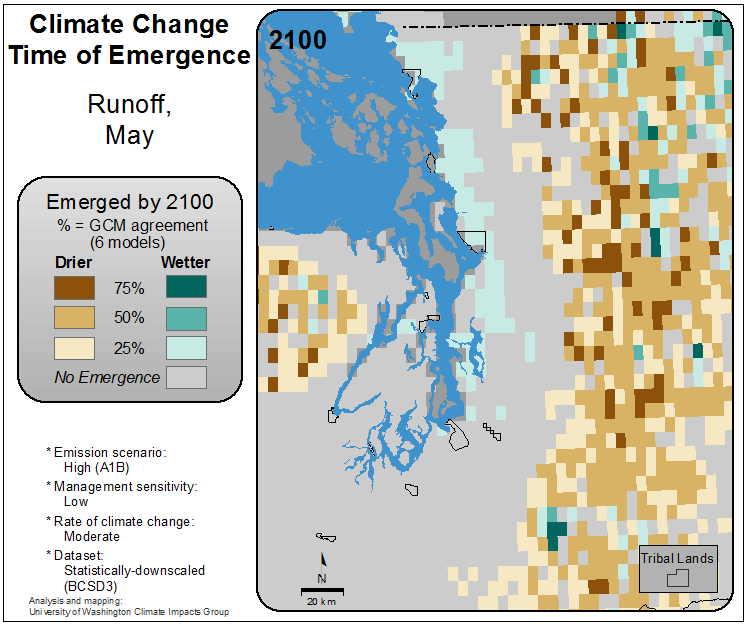 Climate Change
Time of Emergence
Runoff,
May
Emerged by 2100
% = GCM agreement
(6 models)
Drier Wetter
75%
50%
25%
No Emergence
* Emission scenario:
High (A1B)
* Management sensitivity:
Low
* Rate of climate change:
Moderate
* Dataset:
Statistically-downscaled
(BCSD3)
Analysis and mapping:
University of Washington Climate Impacts Group
2100
N
20 km
Tribal Lands